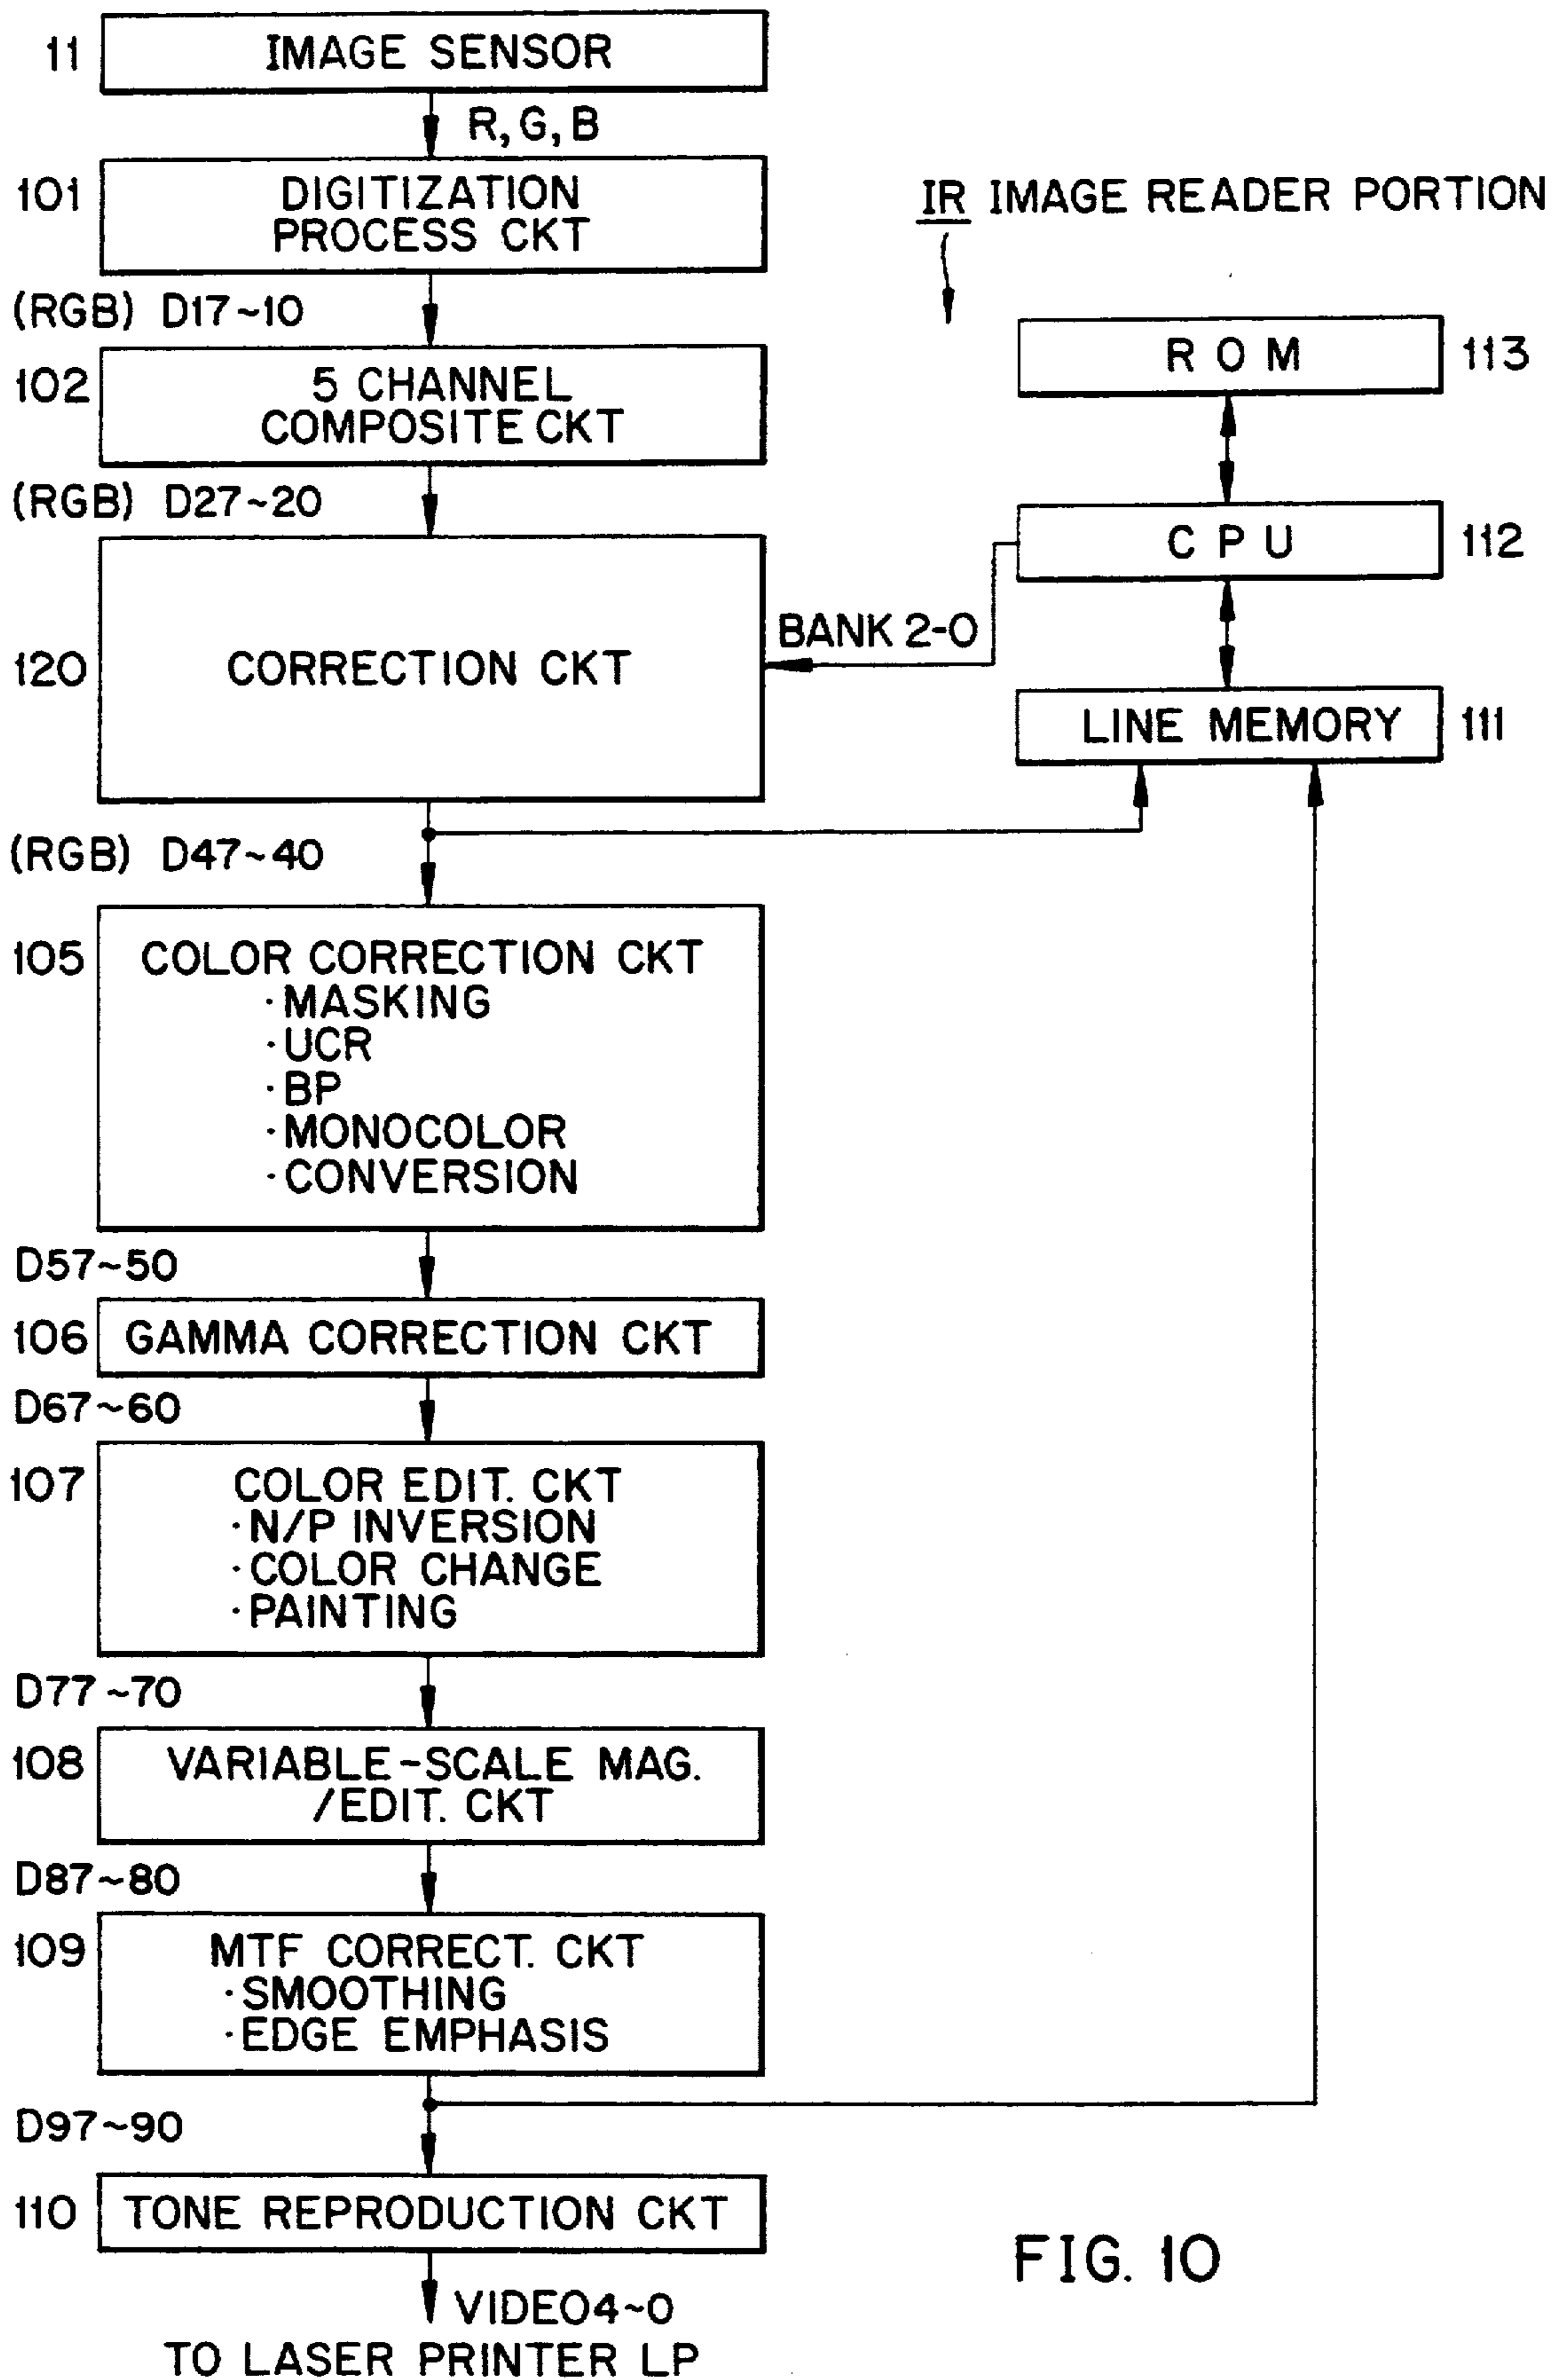 11 IMAGE SENSOR
R, G, B
101 DIGITIZATION
PROCESS CKT
IR IMAGE READER PORTION
(RGB) D17~10
113 ROM
102 5 CHANNEL
COMPOSITE CKT
(RGB) D27~20
CPU 112
BANK 2-0
120 CORRECTION CKT
LINE MEMORY 111
(RGB) D47~40
105 COLOR CORRECTION CKT
·MASKING
·UCR
·BP
·MONOCOLOR
·CONVERSION
D57~50
106 GAMMA CORRECTION CKT
D67~60
107 COLOR EDIT. CKT
·N/P INVERSION
·COLOR CHANGE
·PAINTING
D77~70
108 VARIABLE-SCALE MAG.
/EDIT. CKT
D87~80
109 MTF CORRECT. CKT
·SMOOTHING
·EDGE EMPHASIS
D97~90
110 TONE REPRODUCTION CKT
VIDEO4~0
TO LASER PRINTER LP
FIG. 10